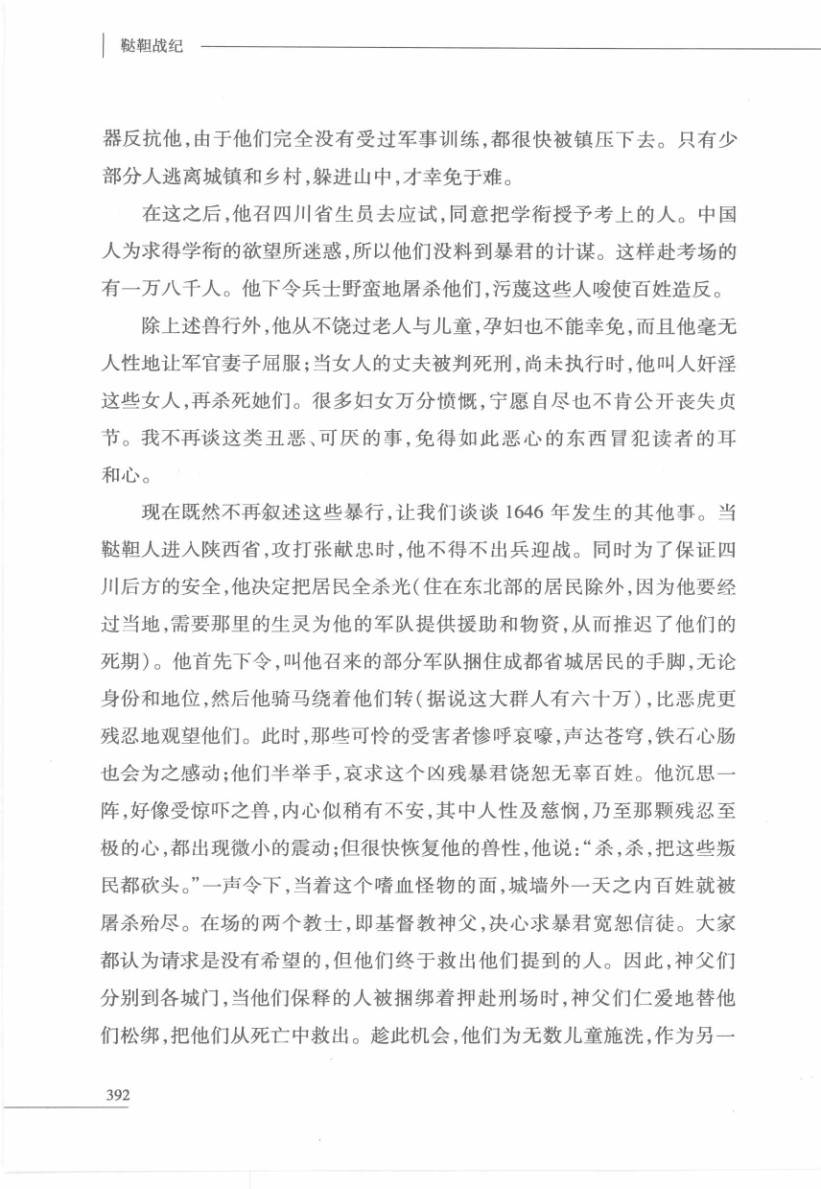 鞑靼战纪
器反抗他,由于他们完全没有受过军事训练,都很快被镇压下去。只有少
部分人逃离城镇和乡村,躲进山中,才幸免于难。
在这之后,他召四川省生员去应试,同意把学衔授予考上的人。中国
人为求得学衔的欲望所迷惑,所以他们没料到暴君的计谋。这样赴考场的
有一万八千人。他下令兵士野蛮地屠杀他们,污蔑这些人唆使百姓造反。
除上述兽行外,他从不饶过老人与儿童,孕妇也不能幸免,而且他毫无
人性地让军官妻子屈服;当女人的丈夫被判死刑,尚未执行时,他叫人奸淫
这些女人,再杀死她们。很多妇女万分愤慨,宁愿自尽也不肯公开丧失贞
节。我不再谈这类丑恶、可厌的事,免得如此恶心的东西冒犯读者的耳
和心。
现在既然不再叙述这些暴行,让我们谈谈 1646 年发生的其他事。当
鞑靼人进入陕西省,攻打张献忠时,他不得不出兵迎战。同时为了保证四
川后方的安全,他决定把居民全杀光(住在东北部的居民除外,因为他要经
过当地,需要那里的生灵为他的军队提供援助和物资,从而推迟了他们的
死期)。他首先下令,叫他召来的部分军队捆住成都省城居民的手脚,无论
身份和地位,然后他骑马绕着他们转(据说这大群人有六十万),比恶虎更
残忍地观望他们。此时,那些可怜的受害者惨呼哀嚎,声达苍穹,铁石心肠
也会为之感动;他们半举手,哀求这个凶残暴君饶恕无辜百姓。他沉思一
阵,好像受惊吓之兽,内心似稍有不安,其中人性及慈悯,乃至那颗残忍至
极的心,都出现微小的震动;但很快恢复他的兽性,他说:“杀,杀,把这些叛
民都砍头。”一声令下,当着这个嗜血怪物的面,城墙外一天之内百姓就被
屠杀殆尽。在场的两个教士,即基督教神父,决心求暴君宽恕信徒。大家
都认为请求是没有希望的,但他们终于救出他们提到的人。因此,神父们
分别到各城门,当他们保释的人被捆绑着押赴刑场时,神父们仁爱地替他
们松绑,把他们从死亡中救出。趁此机会,他们为无数儿童施洗,作为另一
392